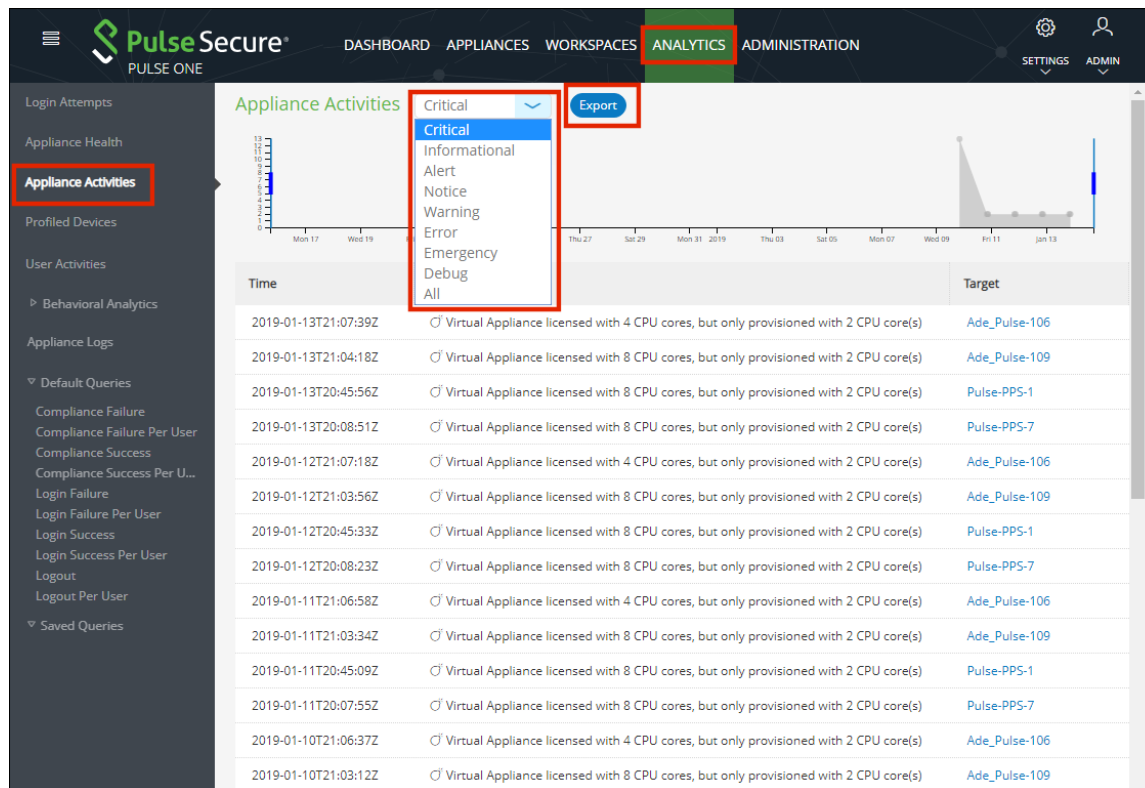 Pulse Secure®
PULSE ONE
DASHBOARD APPLIANCES WORKSPACES ANALYTICS ADMINISTRATION
SETTINGS
ADMIN
Login Attempts
Appliance Health
Appliance Activities
Profiled Devices
User Activities
Behavioral Analytics
Appliance Logs
Default Queries
Compliance Failure
Compliance Failure Per User
Compliance Success
Compliance Success Per U...
Login Failure
Login Failure Per User
Login Success
Login Success Per User
Logout
Logout Per User
Saved Queries
Appliance Activities Critical Export
Critical
Informational
Alert
Notice
Warning
Error
Emergency
Debug
All
13
12
11
10
9
8
7
6
5
4
3
2
1
0
Mon 17 Wed 19 Thu 27 Sat 29 Mon 31 2019 Thu 03 Sat 05 Mon 07 Wed 09 Fri 11 Jan 13
Time Target
2019-01-13T21:07:39Z Virtual Appliance licensed with 4 CPU cores, but only provisioned with 2 CPU core(s) Ade_Pulse-106
2019-01-13T21:04:18Z Virtual Appliance licensed with 8 CPU cores, but only provisioned with 2 CPU core(s) Ade_Pulse-109
2019-01-13T20:45:56Z Virtual Appliance licensed with 8 CPU cores, but only provisioned with 2 CPU core(s) Pulse-PPS-1
2019-01-13T20:08:51Z Virtual Appliance licensed with 8 CPU cores, but only provisioned with 2 CPU core(s) Pulse-PPS-7
2019-01-12T21:07:18Z Virtual Appliance licensed with 4 CPU cores, but only provisioned with 2 CPU core(s) Ade_Pulse-106
2019-01-12T21:03:56Z Virtual Appliance licensed with 8 CPU cores, but only provisioned with 2 CPU core(s) Ade_Pulse-109
2019-01-12T20:45:33Z Virtual Appliance licensed with 8 CPU cores, but only provisioned with 2 CPU core(s) Pulse-PPS-1
2019-01-12T20:08:23Z Virtual Appliance licensed with 8 CPU cores, but only provisioned with 2 CPU core(s) Pulse-PPS-7
2019-01-11T21:06:58Z Virtual Appliance licensed with 4 CPU cores, but only provisioned with 2 CPU core(s) Ade_Pulse-106
2019-01-11T21:03:34Z Virtual Appliance licensed with 8 CPU cores, but only provisioned with 2 CPU core(s) Ade_Pulse-109
2019-01-11T20:45:09Z Virtual Appliance licensed with 8 CPU cores, but only provisioned with 2 CPU core(s) Pulse-PPS-1
2019-01-11T20:07:55Z Virtual Appliance licensed with 8 CPU cores, but only provisioned with 2 CPU core(s) Pulse-PPS-7
2019-01-10T21:06:37Z Virtual Appliance licensed with 4 CPU cores, but only provisioned with 2 CPU core(s) Ade_Pulse-106
2019-01-10T21:03:12Z Virtual Appliance licensed with 8 CPU cores, but only provisioned with 2 CPU core(s) Ade_Pulse-109